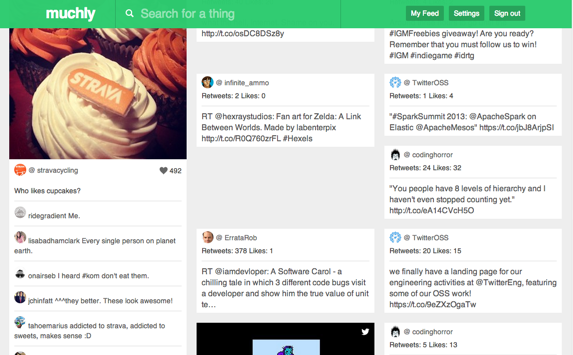 muchly
Search for a thing
My Feed
Settings
Sign out
STRAVA
@ stravacycling
492
Who likes cupcakes?
ridegradient Me.
lisabadhamclark Every single person on planet
earth.
onairseb I heard #kom don't eat them.
jchinfatt ^^^they better. These look awesome!
tahoemarius addicted to strava, addicted to
sweets, makes sense :D
http://t.co/osDC8DSz8y
@ infinite_ammo
Retweets: 2 Likes: 0
RT @hexraystudios: Fan art for Zelda: A Link
Between Worlds. Made by labenterpix
http://t.co/R0Q760zrFL #Hexels
@ ErrataRob
Retweets: 378 Likes: 1
RT @iamdevloper: A Software Carol - a
chilling tale in which 3 different code bugs visit
a developer and show him the true value of unit
te…
#IGMFreebies giveaway! Are you ready?
Remember that you must follow us to win!
#IGM #indiegame #idrtg
@ TwitterOSS
Retweets: 1 Likes: 4
"#SparkSummit 2013: @ApacheSpark on
Elastic @ApacheMesos" https://t.co/jbJ8ArjpSI
@ codinghorror
Retweets: 24 Likes: 32
"You people have 8 levels of hierarchy and I
haven't even stopped counting yet."
http://t.co/eA14CVcH5O
@ TwitterOSS
Retweets: 20 Likes: 15
we finally have a landing page for our
engineering activities at @TwitterEng, featuring
some of our OSS work!
https://t.co/9eZXzOgaTw
@ codinghorror
Retweets: 5 Likes: 13